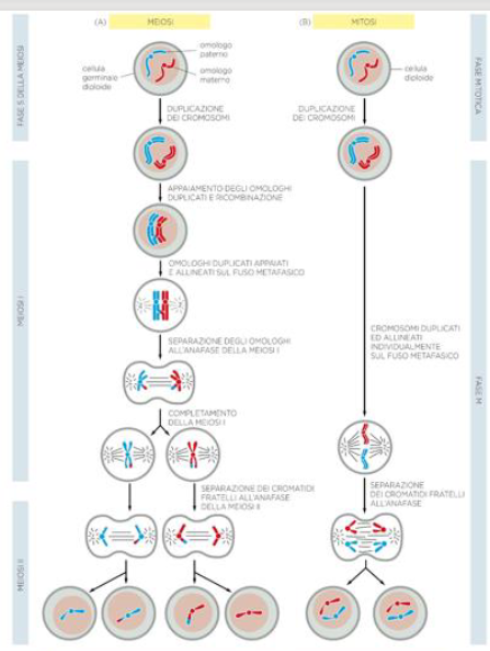 (A)
MEIOSI
(B)
MITOSI
FASE S DELLA MEIOSI
omologo
paterno
cellula
germinale
diploide
omologo
materno
cellula
diploide
FASE MITOTICA
DUPLICAZIONE
DEI CROMOSOMI
DUPLICAZIONE
DEI CROMOSOMI
APPAIAMENTO DEGLI OMOLOGHI
DUPLICATI E RICOMBINAZIONE
OMOLOGHI DUPLICATI APPAIATI
E ALLINEATI SUL FUSO METAFASICO
MEIOSI I
SEPARAZIONE DEGLI OMOLOGHI
ALL'ANAFASE DELLA MEIOSI I
CROMOSOMI DUPLICATI
ED ALLINEATI
INDIVIDUALMENTE
SUL FUSO METAFASICO
FASE M
COMPLETAMENTO
DELLA MEIOSI I
SEPARAZIONE DEI CROMATIDI
FRATELLI ALL'ANAFASE
DELLA MEIOSI II
SEPARAZIONE
DEI CROMATIDI FRATELLI
ALL'ANAFASE
MEIOSI II